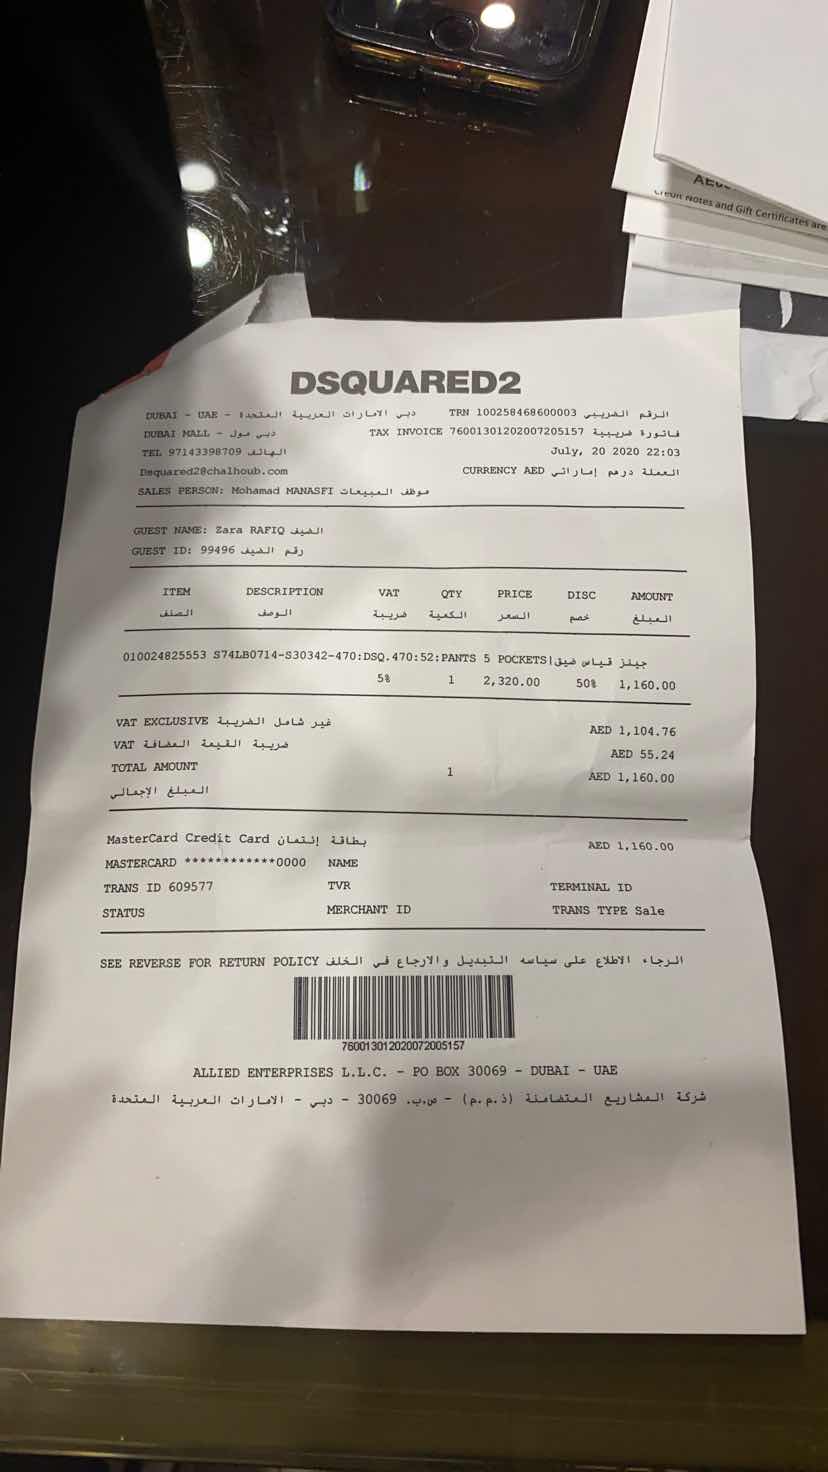 AED
Credit Notes and Gift Certificates are
DSQUARED2
DUBAI - UAE - دبي الامارات العربية المتحدة TRN 100258468600003 الرقم الضريبي
DUBAI MALL - دبي مول TAX INVOICE 76001301202007205157 فاتورة ضريبية
TEL 97143398709 الهاتف July, 20 2020 22:03
Dsquared2@chalhoub.com CURRENCY AED العملة درهم إماراتي
SALES PERSON: Mohamad MANASFI موظف المبيعات
GUEST NAME: Zara RAFIQ الضيف
GUEST ID: 99496 رقم الضيف
ITEM DESCRIPTION VAT QTY PRICE DISC AMOUNT
الصنف الوصف ضريبة الكمية السعر خصم المبلغ
010024825553 S74LB0714-S30342-470:DSQ.470:52:PANTS 5 POCKETS|جينز قياس ضيق
5% 1 2,320.00 50% 1,160.00
VAT EXCLUSIVE غير شامل الضريبة AED 1,104.76
VAT ضريبة القيمة المضافة AED 55.24
TOTAL AMOUNT 1 AED 1,160.00
المبلغ الإجمالي
MasterCard Credit Card بطاقة إئتمان AED 1,160.00
MASTERCARD ************0000 NAME
TRANS ID 609577 TVR TERMINAL ID
STATUS MERCHANT ID TRANS TYPE Sale
SEE REVERSE FOR RETURN POLICY الرجاء الاطلاع على سياسه التبديل والارجاع في الخلف
76001301202007205157
ALLIED ENTERPRISES L.L.C. - PO BOX 30069 - DUBAI - UAE
شركة المشاريع المتضامنة (ذ.م.م) - ص.ب. 30069 - دبي - الامارات العربية المتحدة